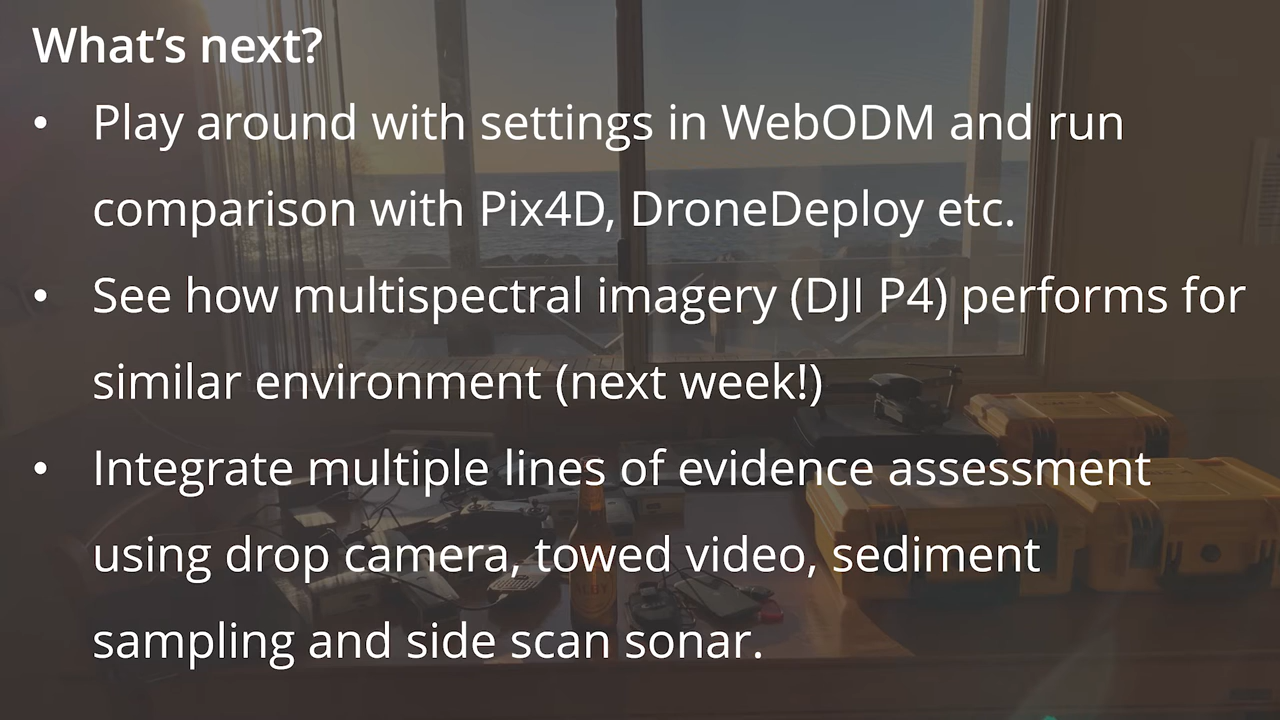 What’s next?
• Play around with settings in WebODM and run
comparison with Pix4D, DroneDeploy etc.
• See how multispectral imagery (DJI P4) performs for
similar environment (next week!)
• Integrate multiple lines of evidence assessment
using drop camera, towed video, sediment
sampling and side scan sonar.